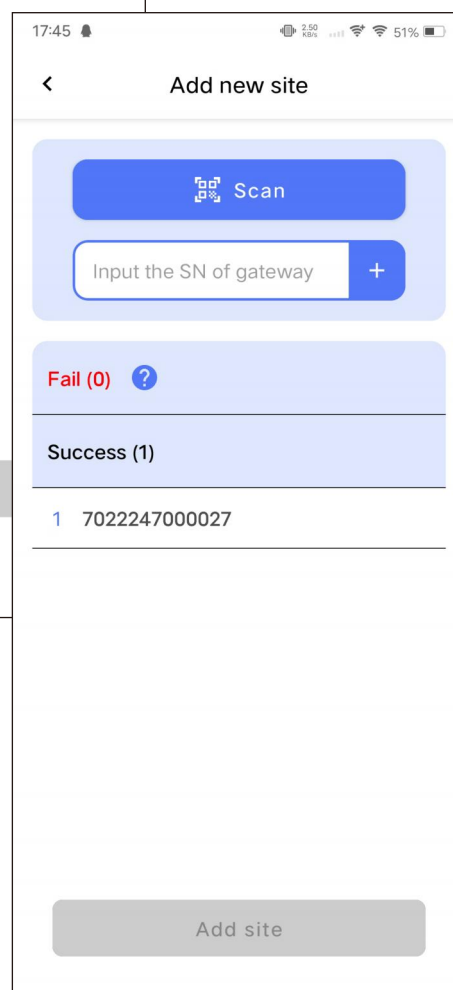 17:45 2.50 KB/s 51%
Add new site
Scan
Input the SN of gateway +
Fail (0) ?
Success (1)
1 7022247000027
Add site